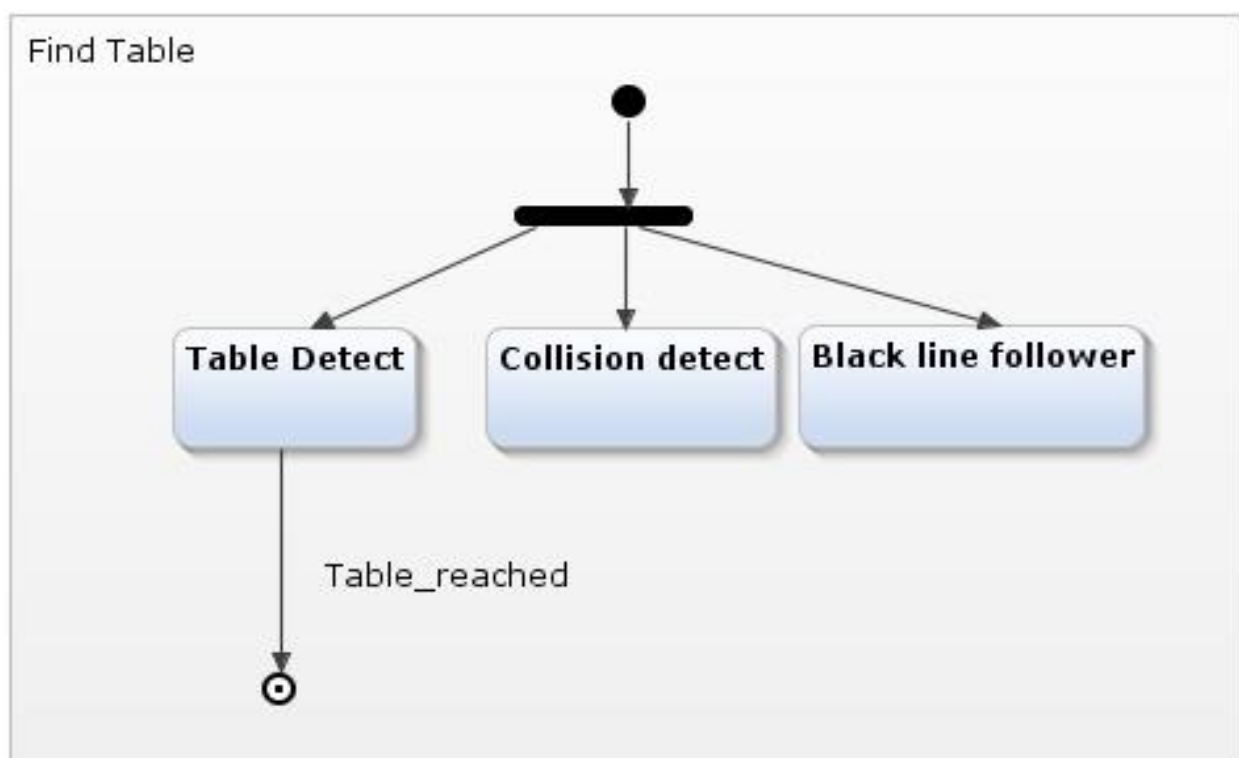 Find Table
Table Detect
Collision detect
Black line follower
Table_reached